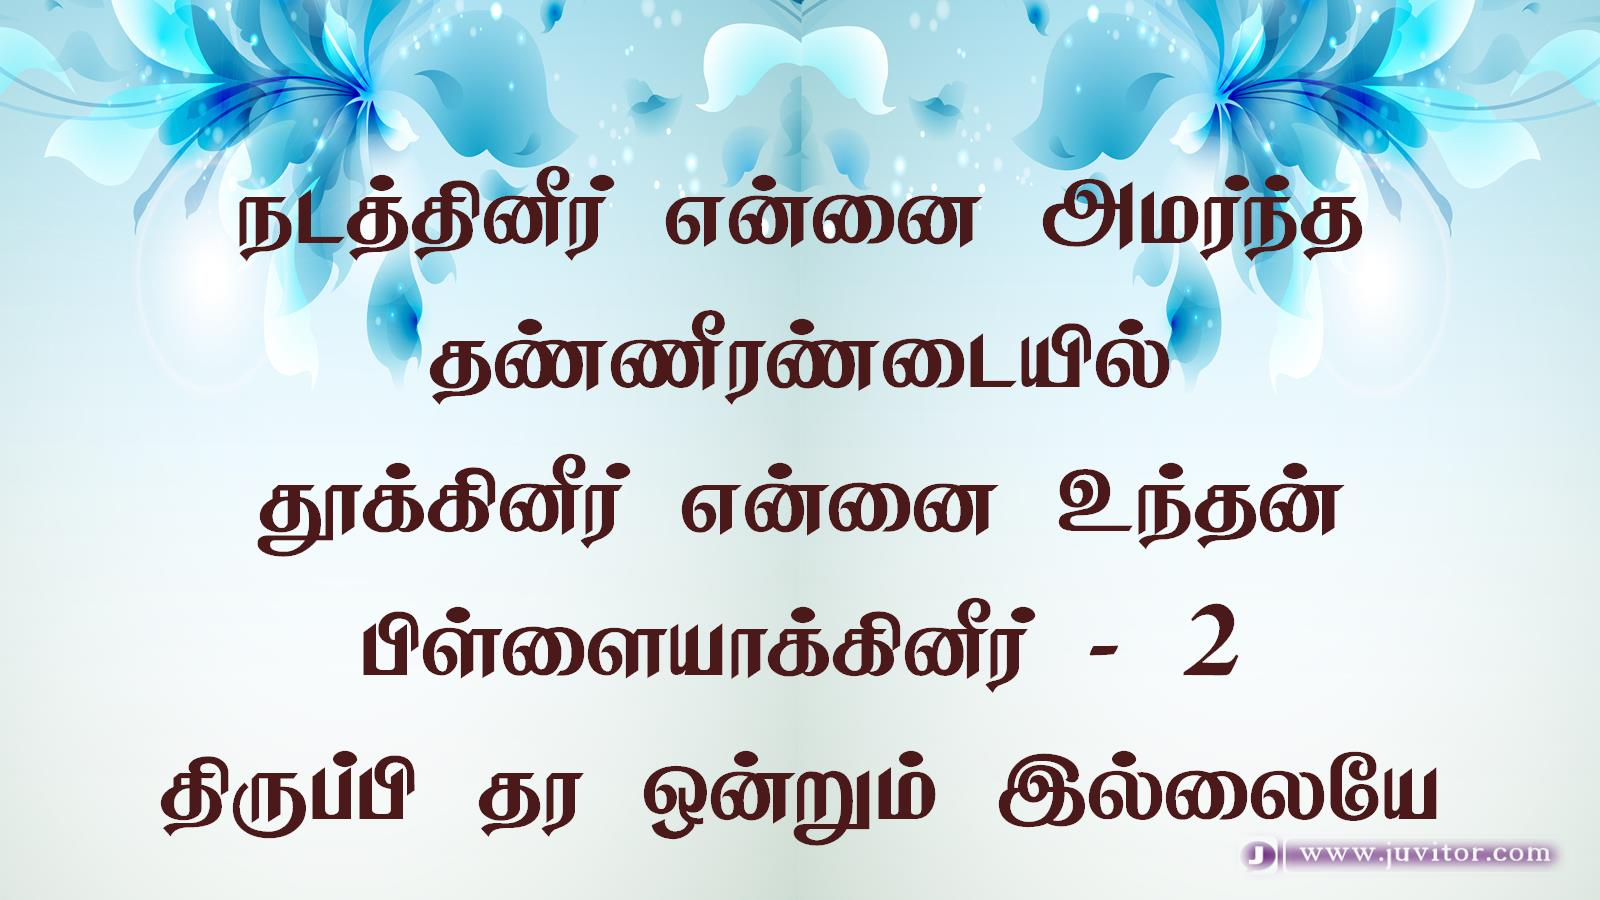 நடத்தினீர் என்னை அமர்ந்த
தண்ணீரண்டையில்
தூக்கினீர் என்னை உந்தன்
பிள்ளையாக்கினீர் - 2
திருப்பி தர ஒன்றும் இல்லையே
J www.juvitor.com